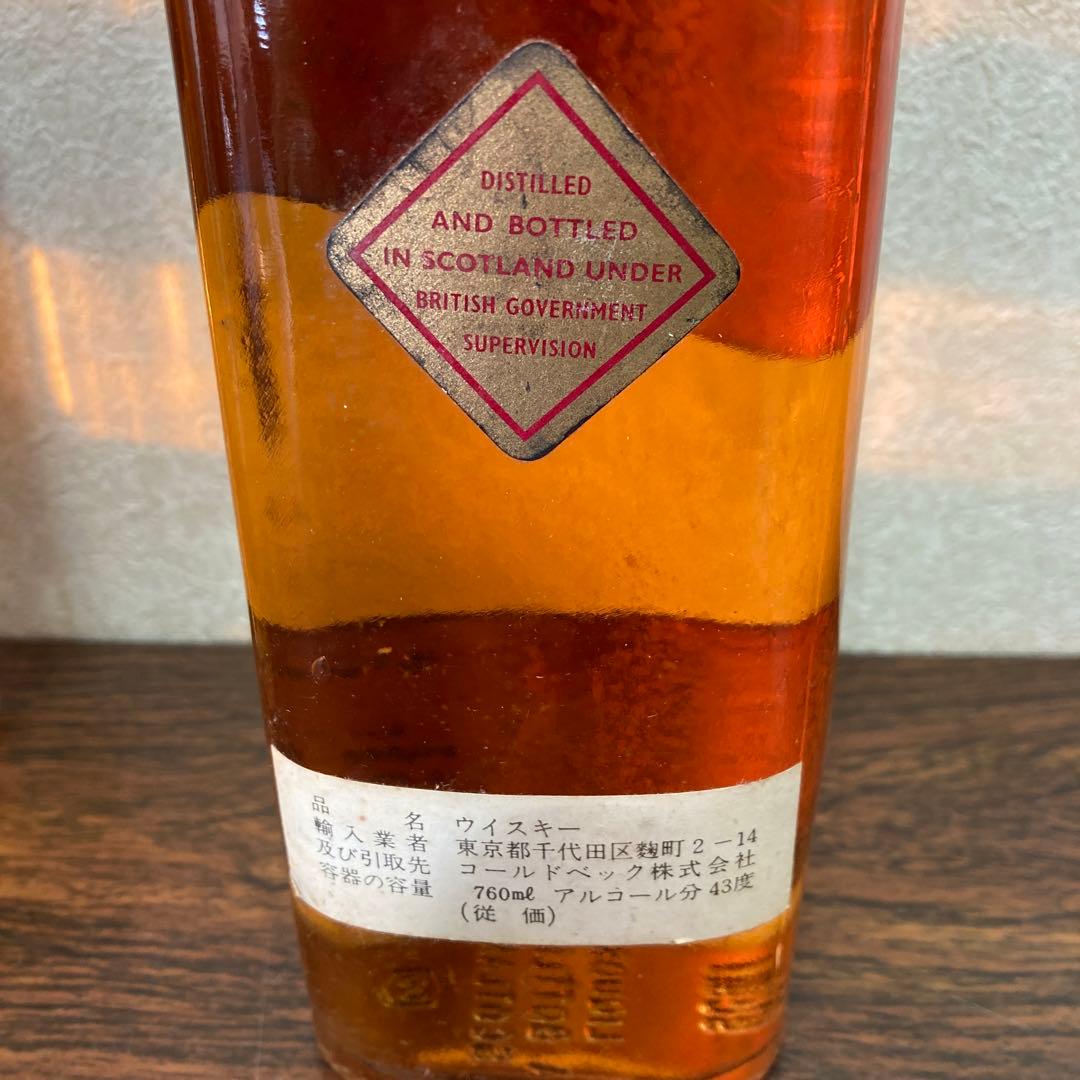 DISTILLED
AND BOTTLED
IN SCOTLAND UNDER
BRITISH GOVERNMENT
SUPERVISION
品名 ウイスキー
輸入業者 東京都千代田区麹町2-14
及び引取先 コールドベック株式会社
容器の容量 760mℓ アルコール分43度
(従価)